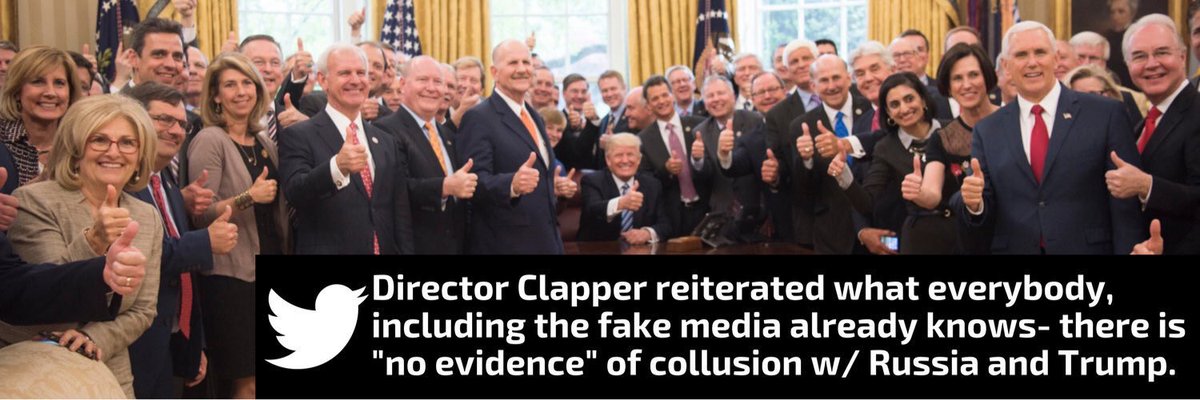 Director Clapper reiterated what everybody,
including the fake media already knows- there is
"no evidence" of collusion w/ Russia and Trump.